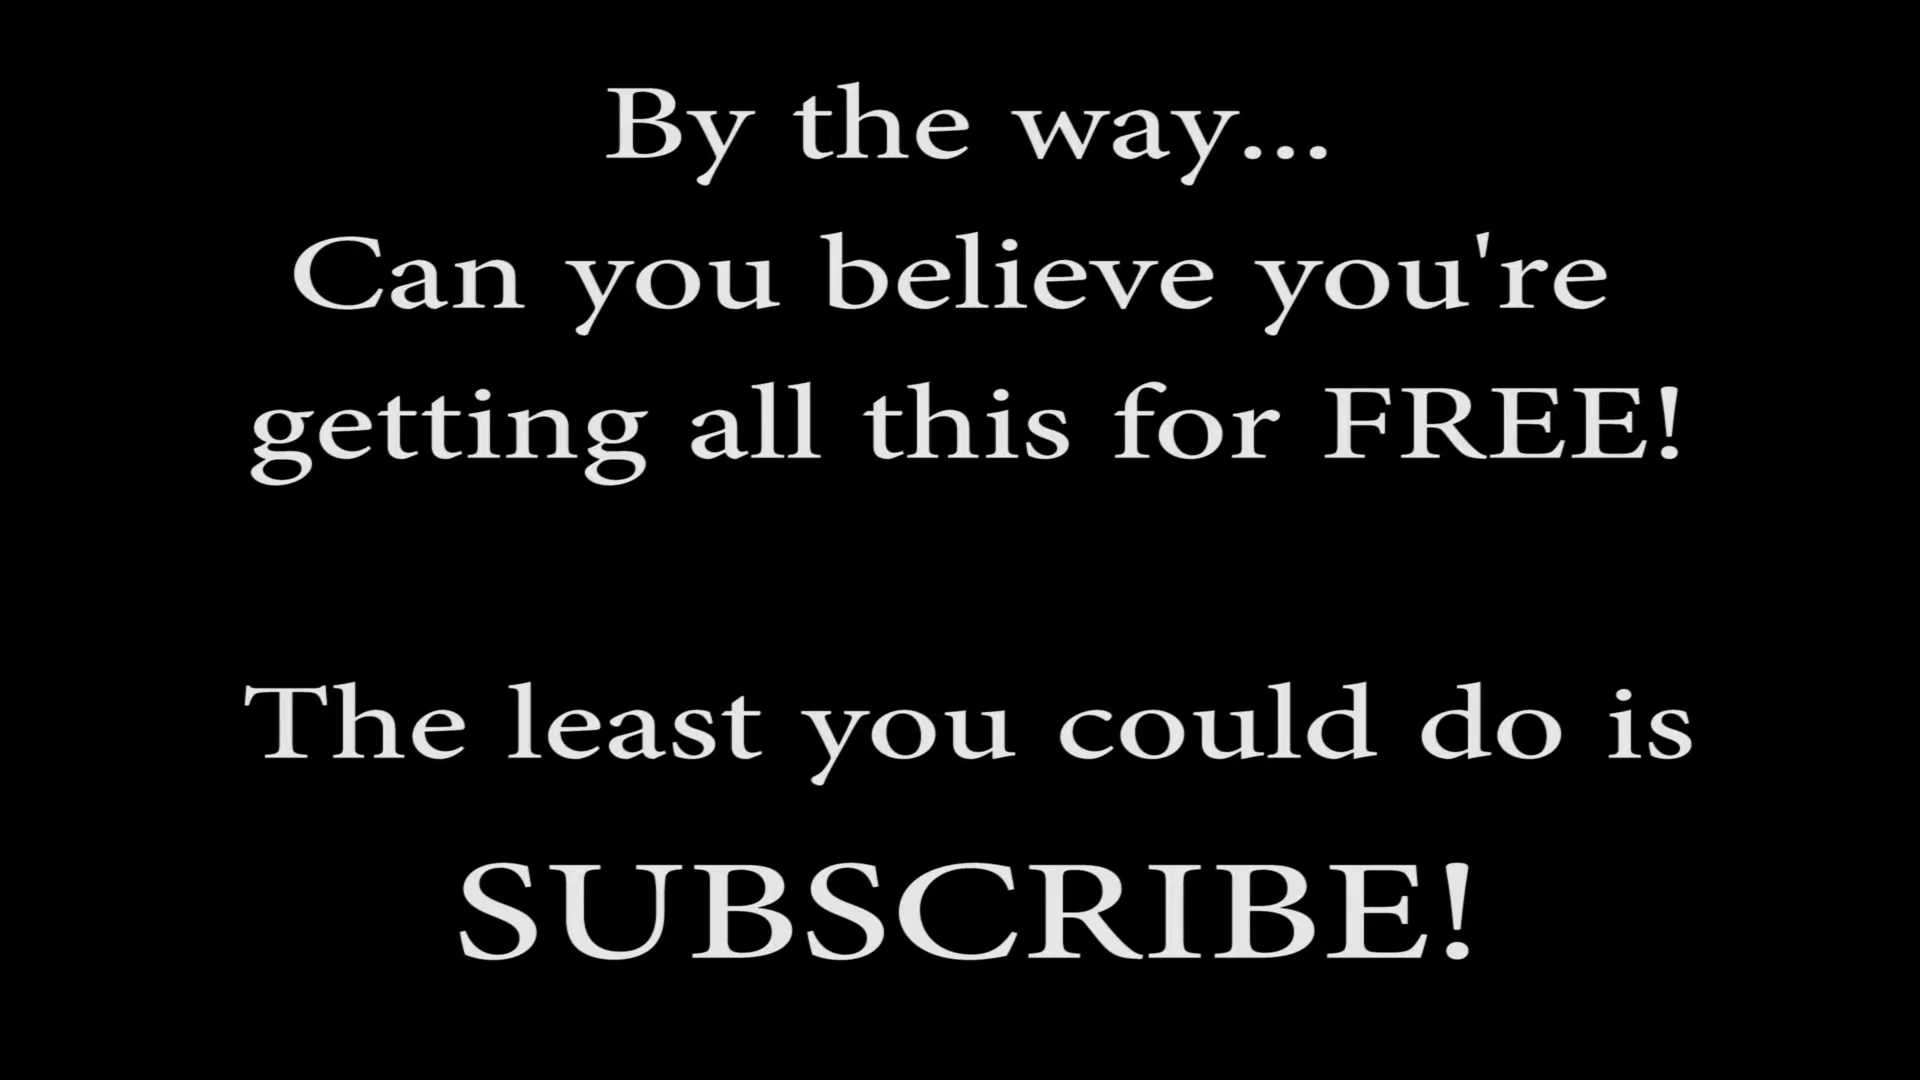 By the way...
Can you believe you're
getting all this for FREE!
The least you could do is
SUBSCRIBE!